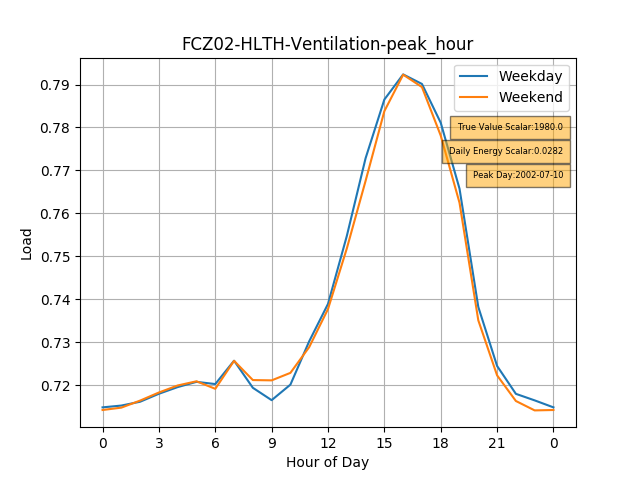 FCZ02-HLTH-Ventilation-peak_hour
Weekday
Weekend
True Value Scalar:1980.0
Daily Energy Scalar:0.0282
Peak Day:2002-07-10
0.79
0.78
0.77
0.76
0.75
0.74
0.73
0.72
Load
0 3 6 9 12 15 18 21 0
Hour of Day